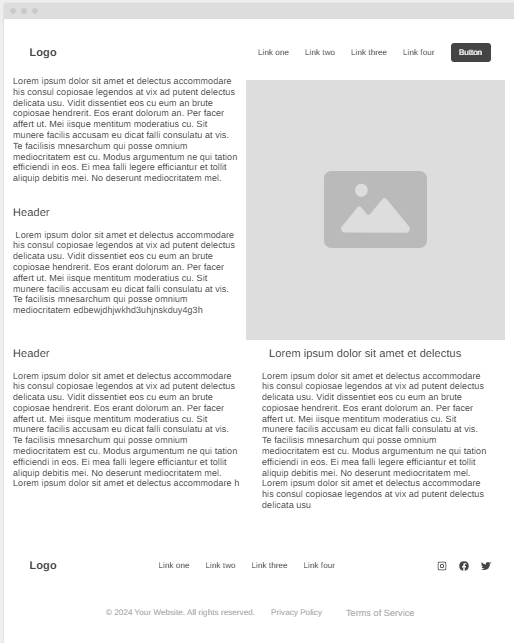 Logo
Link one Link two Link three Link four Button
Lorem ipsum dolor sit amet et delectus accommodare
his consul copiosae legendos at vix ad putent delectus
delicata usu. Vidit dissentiet eos cu eum an brute
copiosae hendrerit. Eos erant dolorum an. Per facer
affert ut. Mei iisque mentitum moderatius cu. Sit
munere facilis accusam eu dicat falli consulatu at vis.
Te facilisis mnesarchum qui posse omnium
mediocritatem est cu. Modus argumentum ne qui tation
efficiendi in eos. Ei mea falli legere efficiantur et tollit
aliquip debitis mei. No deserunt mediocritatem mel.
Header
Lorem ipsum dolor sit amet et delectus accommodare
his consul copiosae legendos at vix ad putent delectus
delicata usu. Vidit dissentiet eos cu eum an brute
copiosae hendrerit. Eos erant dolorum an. Per facer
affert ut. Mei iisque mentitum moderatius cu. Sit
munere facilis accusam eu dicat falli consulatu at vis.
Te facilisis mnesarchum qui posse omnium
mediocritatem edbewjdhjwkhd3uhjnskduy4g3h
Header
Lorem ipsum dolor sit amet et delectus accommodare
his consul copiosae legendos at vix ad putent delectus
delicata usu. Vidit dissentiet eos cu eum an brute
copiosae hendrerit. Eos erant dolorum an. Per facer
affert ut. Mei iisque mentitum moderatius cu. Sit
munere facilis accusam eu dicat falli consulatu at vis.
Te facilisis mnesarchum qui posse omnium
mediocritatem est cu. Modus argumentum ne qui tation
efficiendi in eos. Ei mea falli legere efficiantur et tollit
aliquip debitis mei. No deserunt mediocritatem mel.
Lorem ipsum dolor sit amet et delectus accommodare h
Lorem ipsum dolor sit amet et delectus
Lorem ipsum dolor sit amet et delectus accommodare
his consul copiosae legendos at vix ad putent delectus
delicata usu. Vidit dissentiet eos cu eum an brute
copiosae hendrerit. Eos erant dolorum an. Per facer
affert ut. Mei iisque mentitum moderatius cu. Sit
munere facilis accusam eu dicat falli consulatu at vis.
Te facilisis mnesarchum qui posse omnium
mediocritatem est cu. Modus argumentum ne qui tation
efficiendi in eos. Ei mea falli legere efficiantur et tollit
aliquip debitis mei. No deserunt mediocritatem mel.
Lorem ipsum dolor sit amet et delectus accommodare
his consul copiosae legendos at vix ad putent delectus
delicata usu
Logo
Link one Link two Link three Link four
© 2024 Your Website. All rights reserved. Privacy Policy Terms of Service